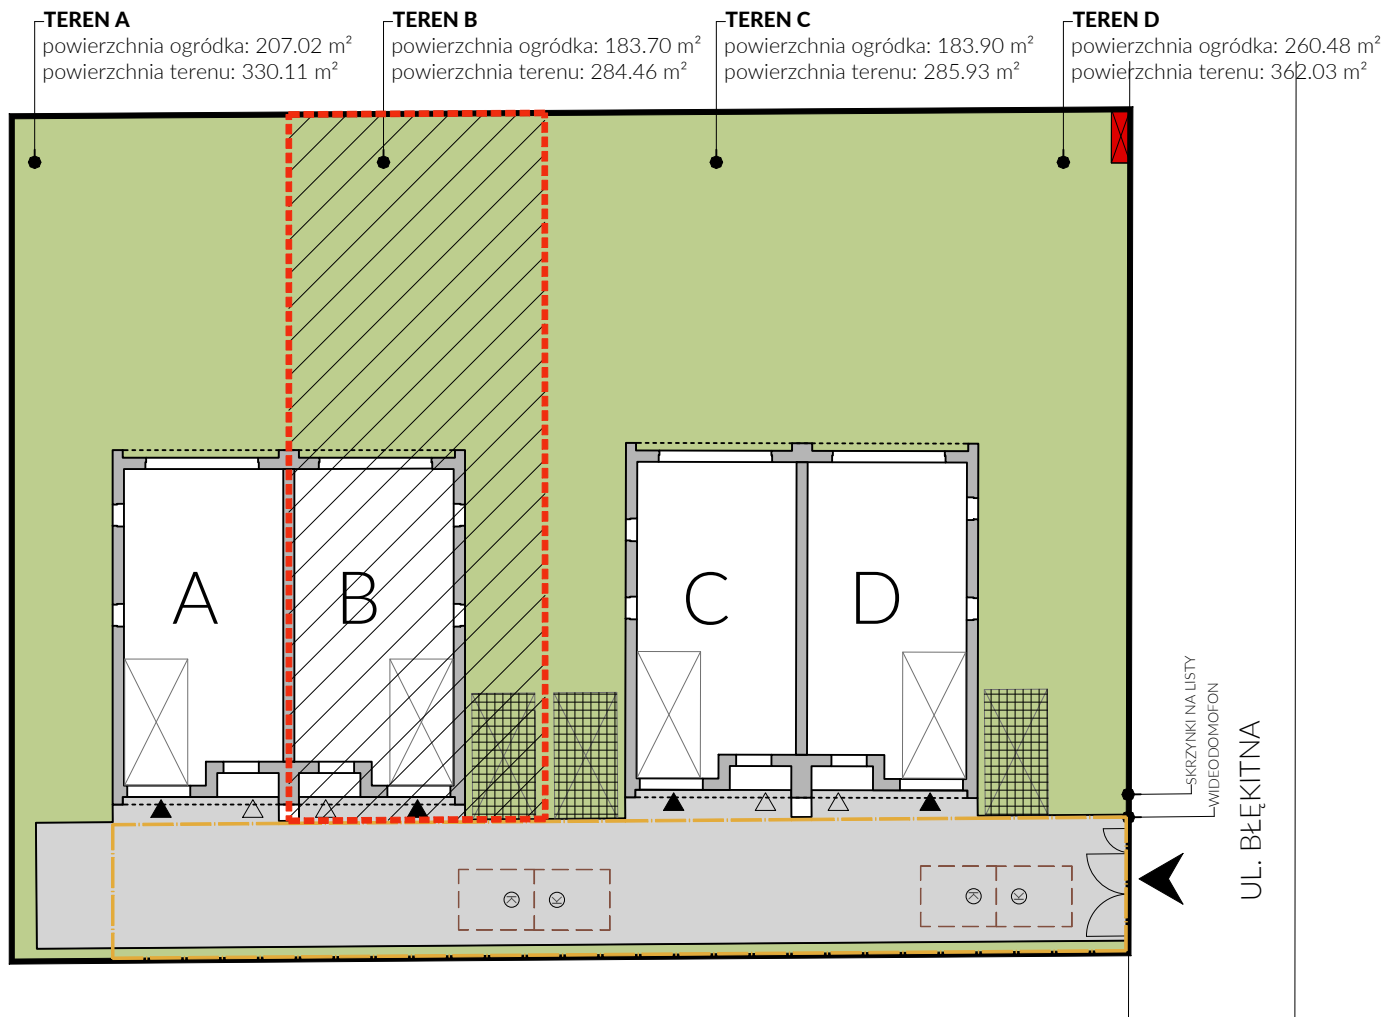 TEREN A
powierzchnia ogródka: 207.02 m²
powierzchnia terenu: 330.11 m²
TEREN B
powierzchnia ogródka: 183.70 m²
powierzchnia terenu: 284.46 m²
TEREN C
powierzchnia ogródka: 183.90 m²
powierzchnia terenu: 285.93 m²
TEREN D
powierzchnia ogródka: 260.48 m²
powierzchnia terenu: 362.03 m²
A
B
C
D
SKRZYNKI NA LISTY
WIDEODOMOFON
UL. BŁĘKITNA
K
K
K
K